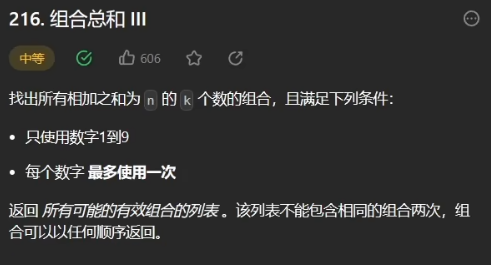 216. 组合总和 III
中等 606
找出所有相加之和为 n 的 k 个数的组合，且满足下列条件：
• 只使用数字1到9
• 每个数字 最多使用一次
返回 所有可能的有效组合的列表 。该列表不能包含相同的组合两次，组
合可以以任何顺序返回。